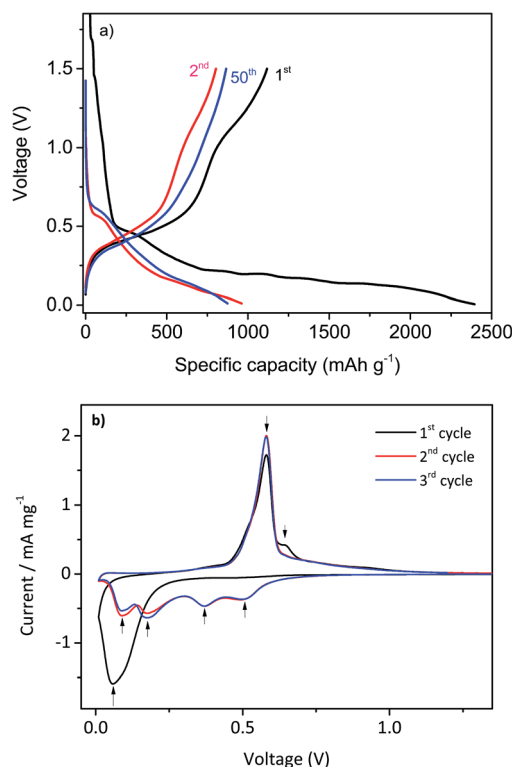 a)
2nd
50th
1st
1.5
1.0
0.5
0.0
Voltage (V)
0 500 1000 1500 2000 2500
Specific capacity (mAh g-1)
b)
1st cycle
2nd cycle
3rd cycle
2
1
0
-1
Current / mA mg-1
0.0 0.5 1.0
Voltage (V)